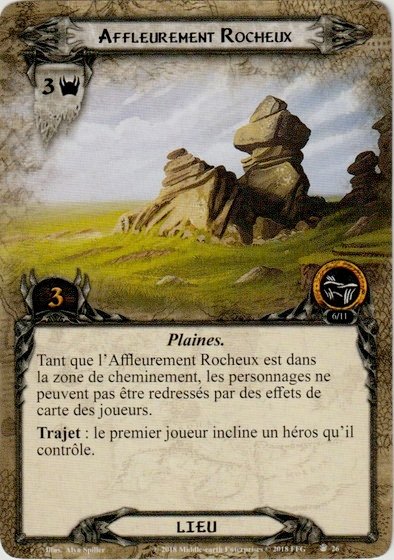 Affleurement Rocheux
3
3
6/11
Plaines.
Tant que l'Affleurement Rocheux est dans
la zone de cheminement, les personnages ne
peuvent pas être redressés par des effets de
carte des joueurs.
Trajet : le premier joueur incline un héros qu'il
contrôle.
LIEU
Illus. Alyn Spiller
© 2018 Middle-earth Enterprises © 2018 FFG
26